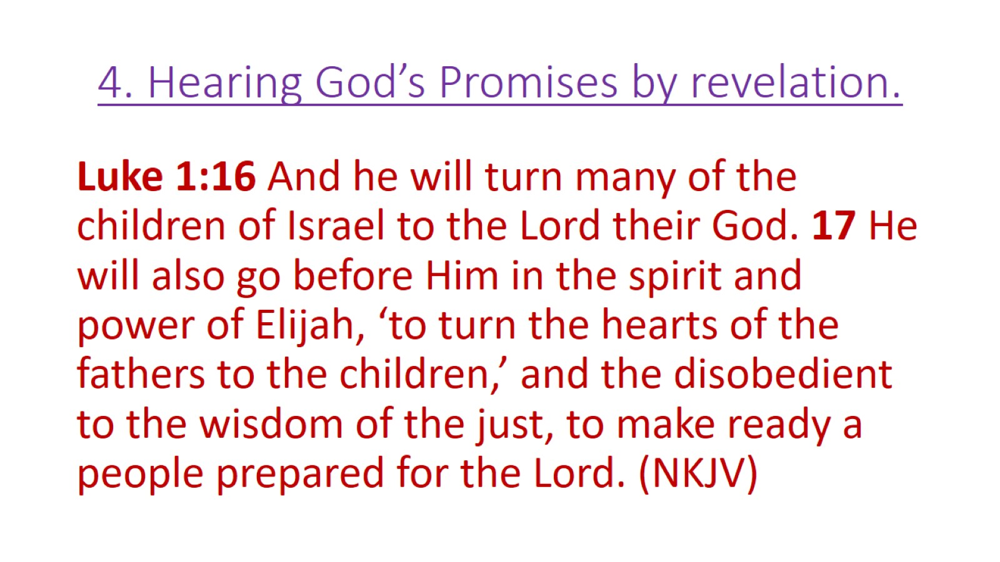 4. Hearing God’s Promises by revelation.
Luke 1:16 And he will turn many of the
children of Israel to the Lord their God. 17 He
will also go before Him in the spirit and
power of Elijah, ‘to turn the hearts of the
fathers to the children,’ and the disobedient
to the wisdom of the just, to make ready a
people prepared for the Lord. (NKJV)